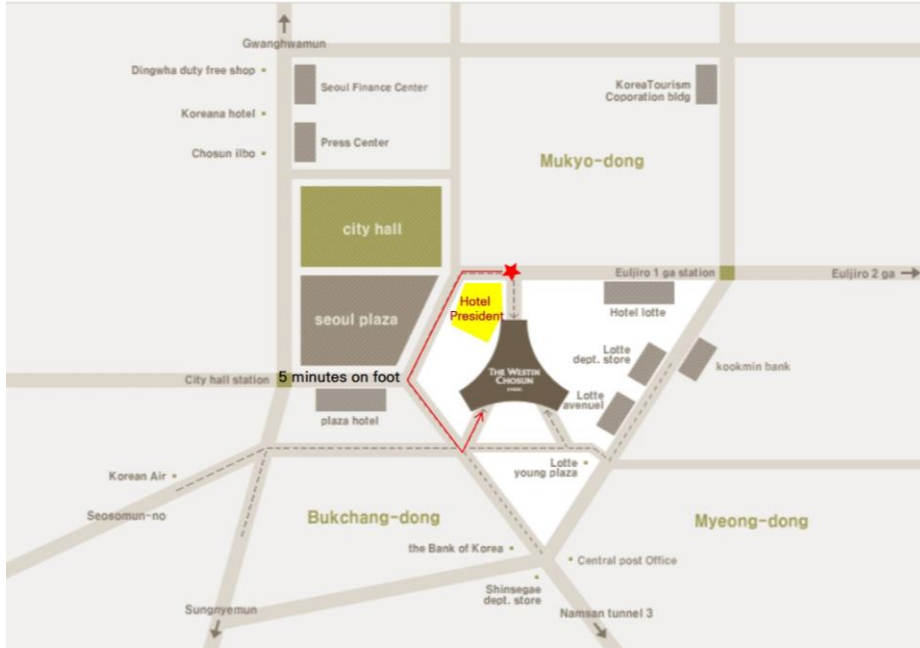 Gwanghwamun
Dingwha duty free shop
Seoul Finance Center
KoreaTourism
Coporation bldg
Koreana hotel
Press Center
Chosun ilbo
Mukyo-dong
city hall
Euljiro 1 ga station
Euljiro 2 ga
Hotel
President
seoul plaza
Hotel lotte
Lotte
dept. store
kookmin bank
THE WESTIN
CHOSUN
City hall station
5 minutes on foot
Lotte
avenuel
plaza hotel
Lotte
young plaza
Korean Air
Seosomun-no
Bukchang-dong
Myeong-dong
the Bank of Korea
Central post Office
Shinsegae
dept. store
Sungnyemun
Namsan tunnel 3